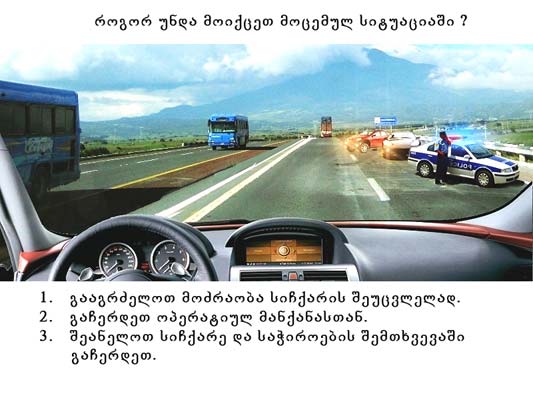 როგორ უნდა მოიქცეთ მოცემულ სიტუაციაში ?
POLICE
1. გააგრძელოთ მოძრაობა სიჩქარის შეუცვლელად.
2. გაჩერდეთ ოპერატიულ მანქანასთან.
3. შეანელოთ სიჩქარე და საჭიროების შემთხვევაში
გაჩერდეთ.